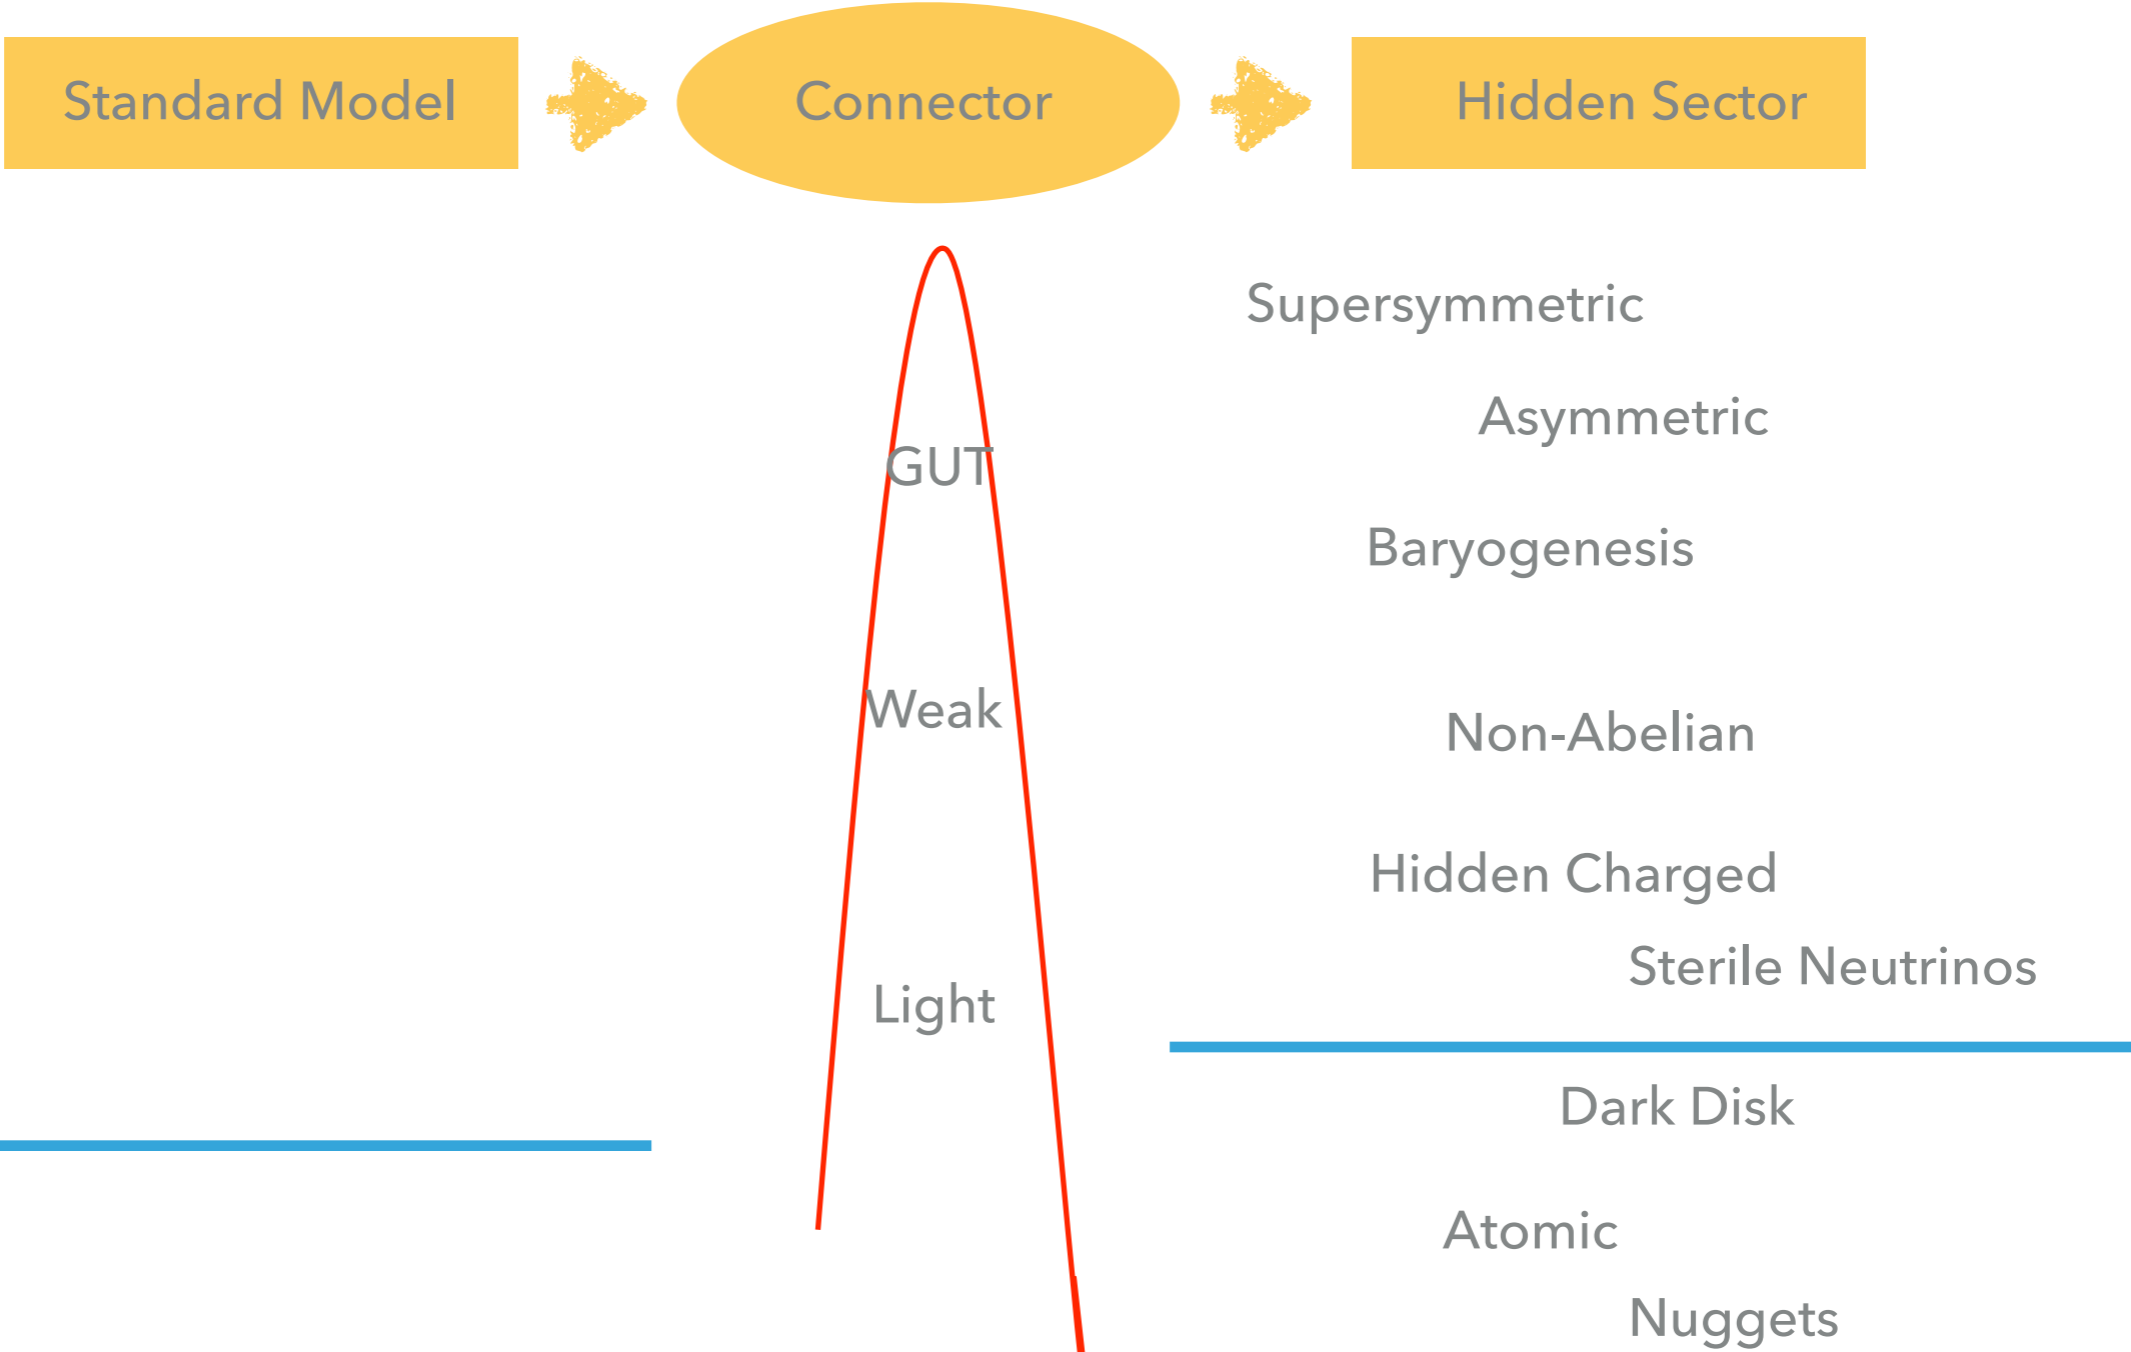 Standard Model
Connector
Hidden Sector
Supersymmetric
Asymmetric
GUT
Baryogenesis
Weak
Non-Abelian
Hidden Charged
Sterile Neutrinos
Light
Dark Disk
Atomic
Nuggets